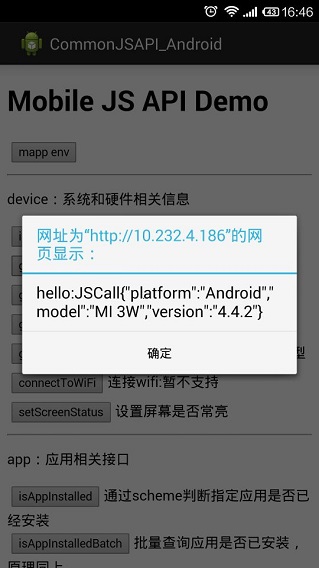 43 16:46
CommonJSAPI_Android
Mobile JS API Demo
mapp env
device：系统和硬件相关信息
网址为“http://10.232.4.186”的网
页显示：
hello:JSCall{"platform":"Android","
model":"MI 3W","version":"4.4.2"}
确定
型
connectToWiFi 连接wifi:暂不支持
setScreenStatus 设置屏幕是否常亮
app：应用相关接口
isAppInstalled 通过scheme判断指定应用是否已
经安装
isAppInstalledBatch 批量查询应用是否已安装，
原理同上